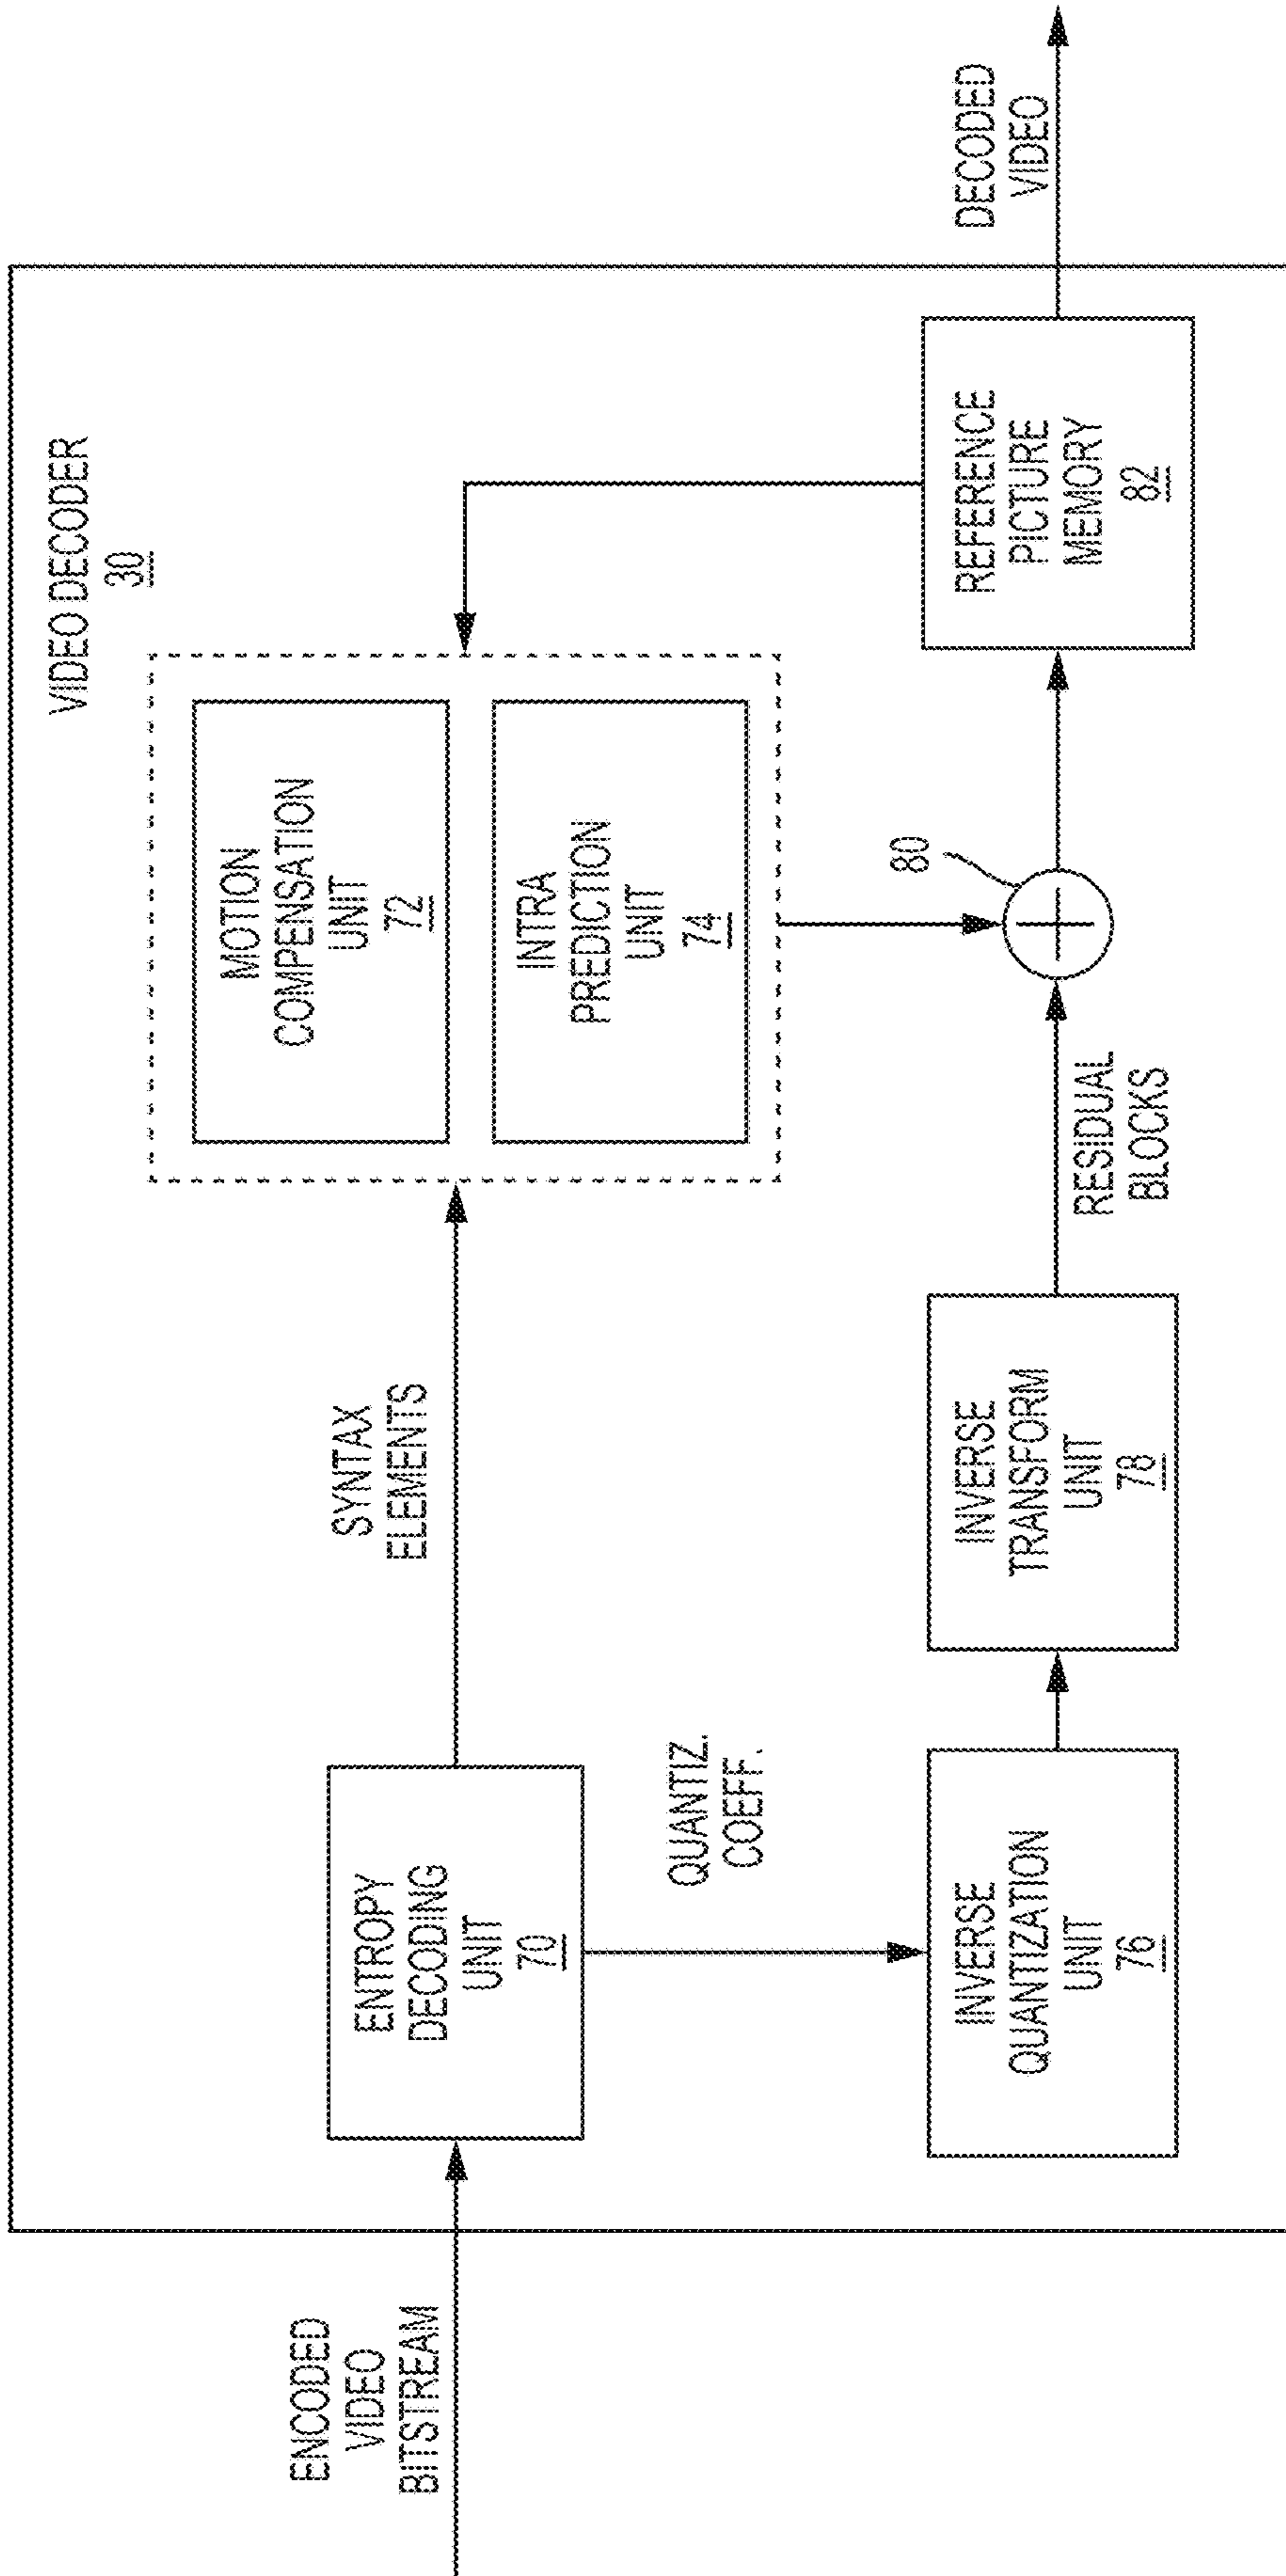 VIDEO DECODER
30
ENCODED
VIDEO
BITSTREAM
ENTROPY
DECODING
UNIT
70
SYNTAX
ELEMENTS
MOTION
COMPENSATION
UNIT
72
INTRA
PREDICTION
UNIT
74
QUANTIZ.
COEFF.
INVERSE
QUANTIZATION
UNIT
76
INVERSE
TRANSFORM
UNIT
78
RESIDUAL
BLOCKS
80
REFERENCE
PICTURE
MEMORY
82
DECODED
VIDEO